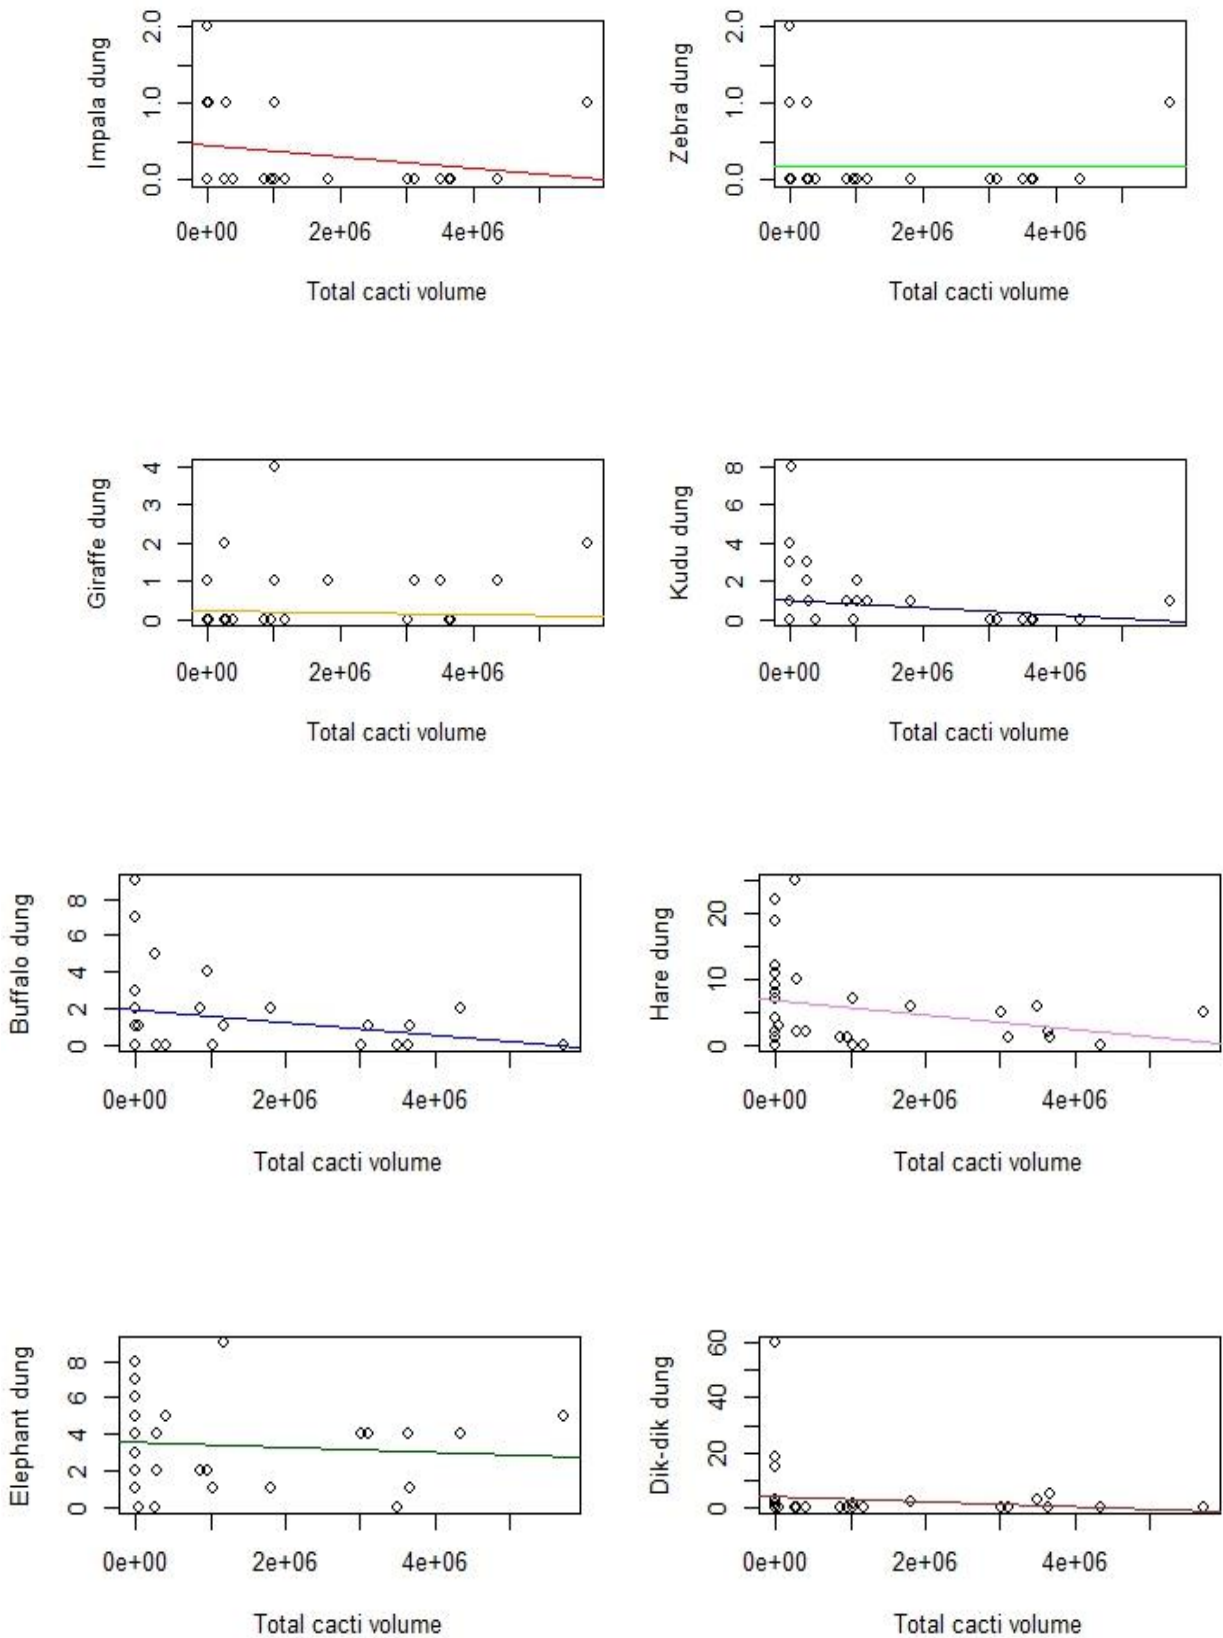 Impala dung
2.0
1.0
0.0
0e+00 2e+06 4e+06
Total cacti volume
Zebra dung
2.0
1.0
0.0
0e+00 2e+06 4e+06
Total cacti volume
Giraffe dung
4
3
2
1
0
0e+00 2e+06 4e+06
Total cacti volume
Kudu dung
8
6
4
2
0
0e+00 2e+06 4e+06
Total cacti volume
Buffalo dung
8
6
4
2
0
0e+00 2e+06 4e+06
Total cacti volume
Hare dung
20
10
0
0e+00 2e+06 4e+06
Total cacti volume
Elephant dung
8
6
4
2
0
0e+00 2e+06 4e+06
Total cacti volume
Dik-dik dung
60
40
20
0
0e+00 2e+06 4e+06
Total cacti volume